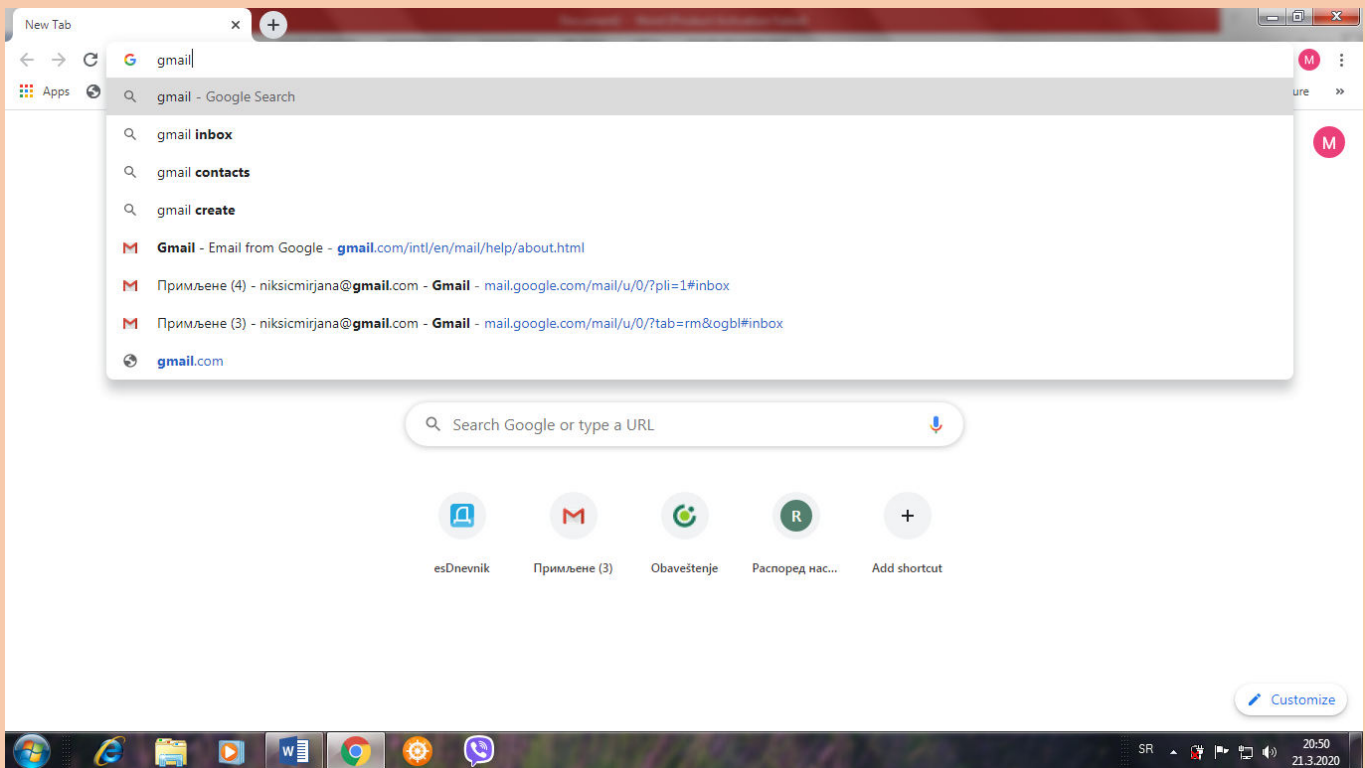 New Tab
gmail
M
Apps
ure
gmail - Google Search
gmail inbox
M
gmail contacts
gmail create
Gmail - Email from Google - gmail.com/intl/en/mail/help/about.html
Примљене (4) - niksicmirjana@gmail.com - Gmail - mail.google.com/mail/u/0/?pli=1#inbox
Примљене (3) - niksicmirjana@gmail.com - Gmail - mail.google.com/mail/u/0/?tab=rm&ogbl#inbox
gmail.com
Search Google or type a URL
Д
R
esDnevnik
Примљене (3)
Obaveštenje
Распоред нас...
Add shortcut
Customize
SR
20:50
21.3.2020